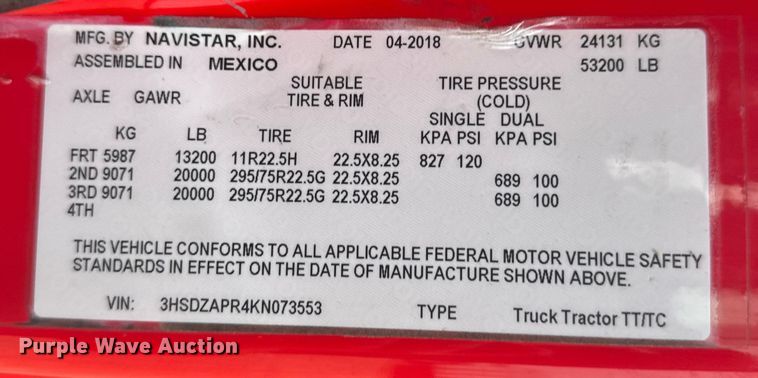 MFG. BY NAVISTAR, INC. DATE 04-2018 GVWR 24131 KG
ASSEMBLED IN MEXICO 53200 LB
SUITABLE TIRE PRESSURE
AXLE GAWR TIRE & RIM (COLD)
SINGLE DUAL
KG LB TIRE RIM KPA PSI KPA PSI
FRT 5987 13200 11R22.5H 22.5X8.25 827 120
2ND 9071 20000 295/75R22.5G 22.5X8.25 689 100
3RD 9071 20000 295/75R22.5G 22.5X8.25 689 100
4TH
THIS VEHICLE CONFORMS TO ALL APPLICABLE FEDERAL MOTOR VEHICLE SAFETY
STANDARDS IN EFFECT ON THE DATE OF MANUFACTURE SHOWN ABOVE.
VIN: 3HSDZAPR4KN073553 TYPE Truck Tractor TT/TC
Purple Wave Auction